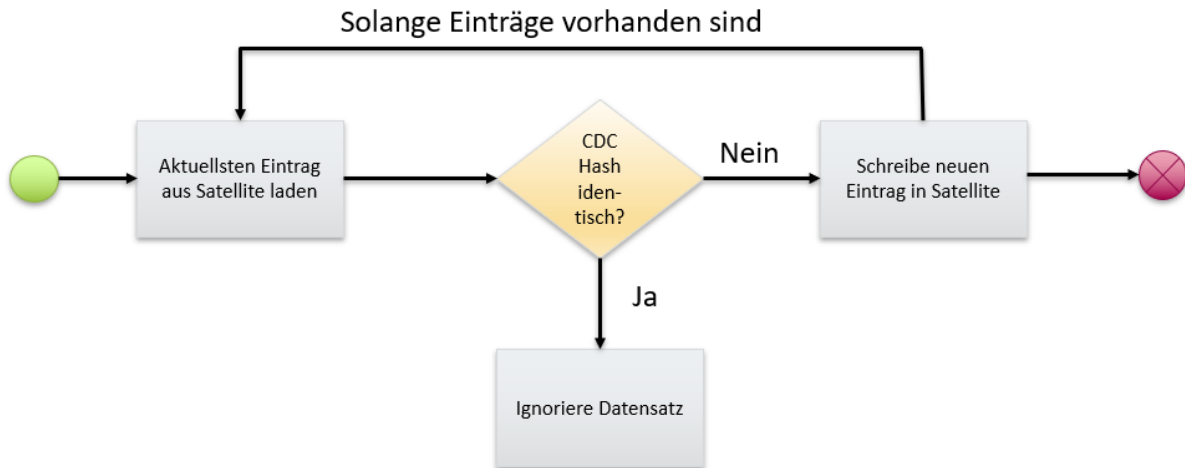 Solange Einträge vorhanden sind
Aktuellsten Eintrag
aus Satellite laden
CDC
Hash
iden-
tisch?
Nein
Schreibe neuen
Eintrag in Satellite
Ja
Ignoriere Datensatz